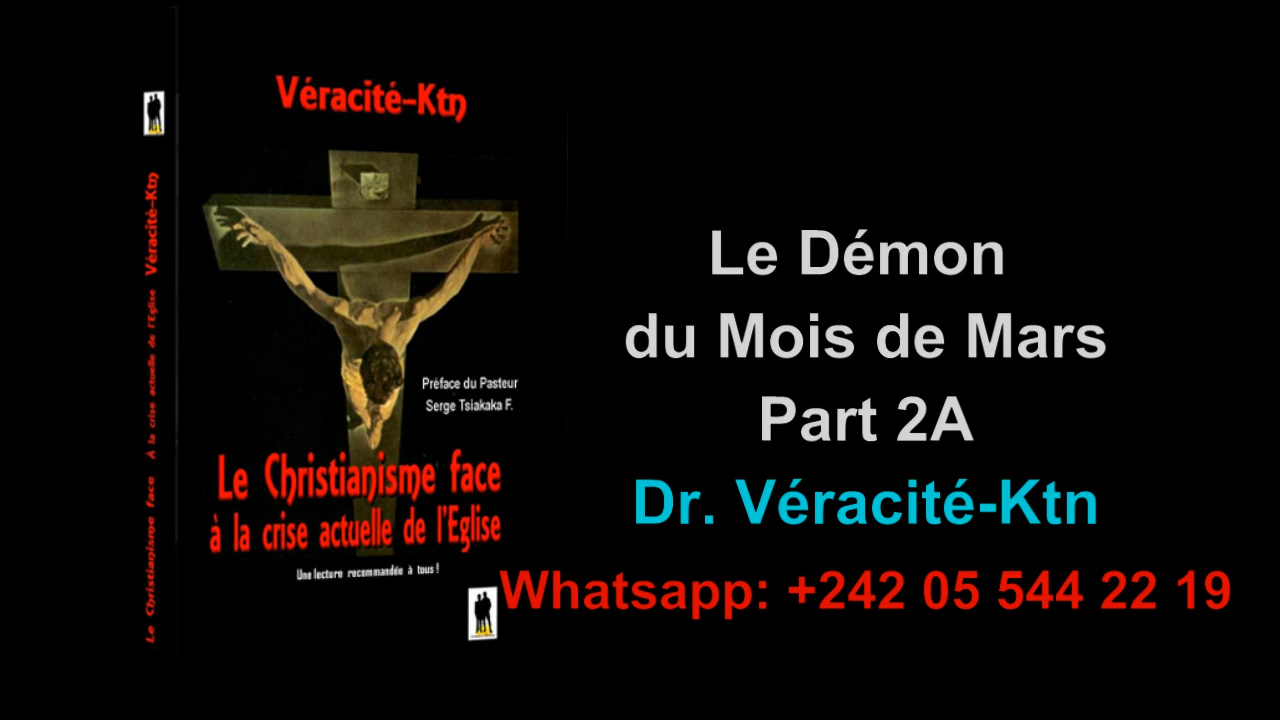 Véracité-Ktn
Préface du Pasteur
Serge Tsiakaka F.
Le Christianisme face
à la crise actuelle de l'Eglise
Une lecture recommandée à tous !
Le Christianisme face À la crise actuelle de l'Eglise Véracité-Ktn
Le Démon
du Mois de Mars
Part 2A
Dr. Véracité-Ktn
Whatsapp: +242 05 544 22 19